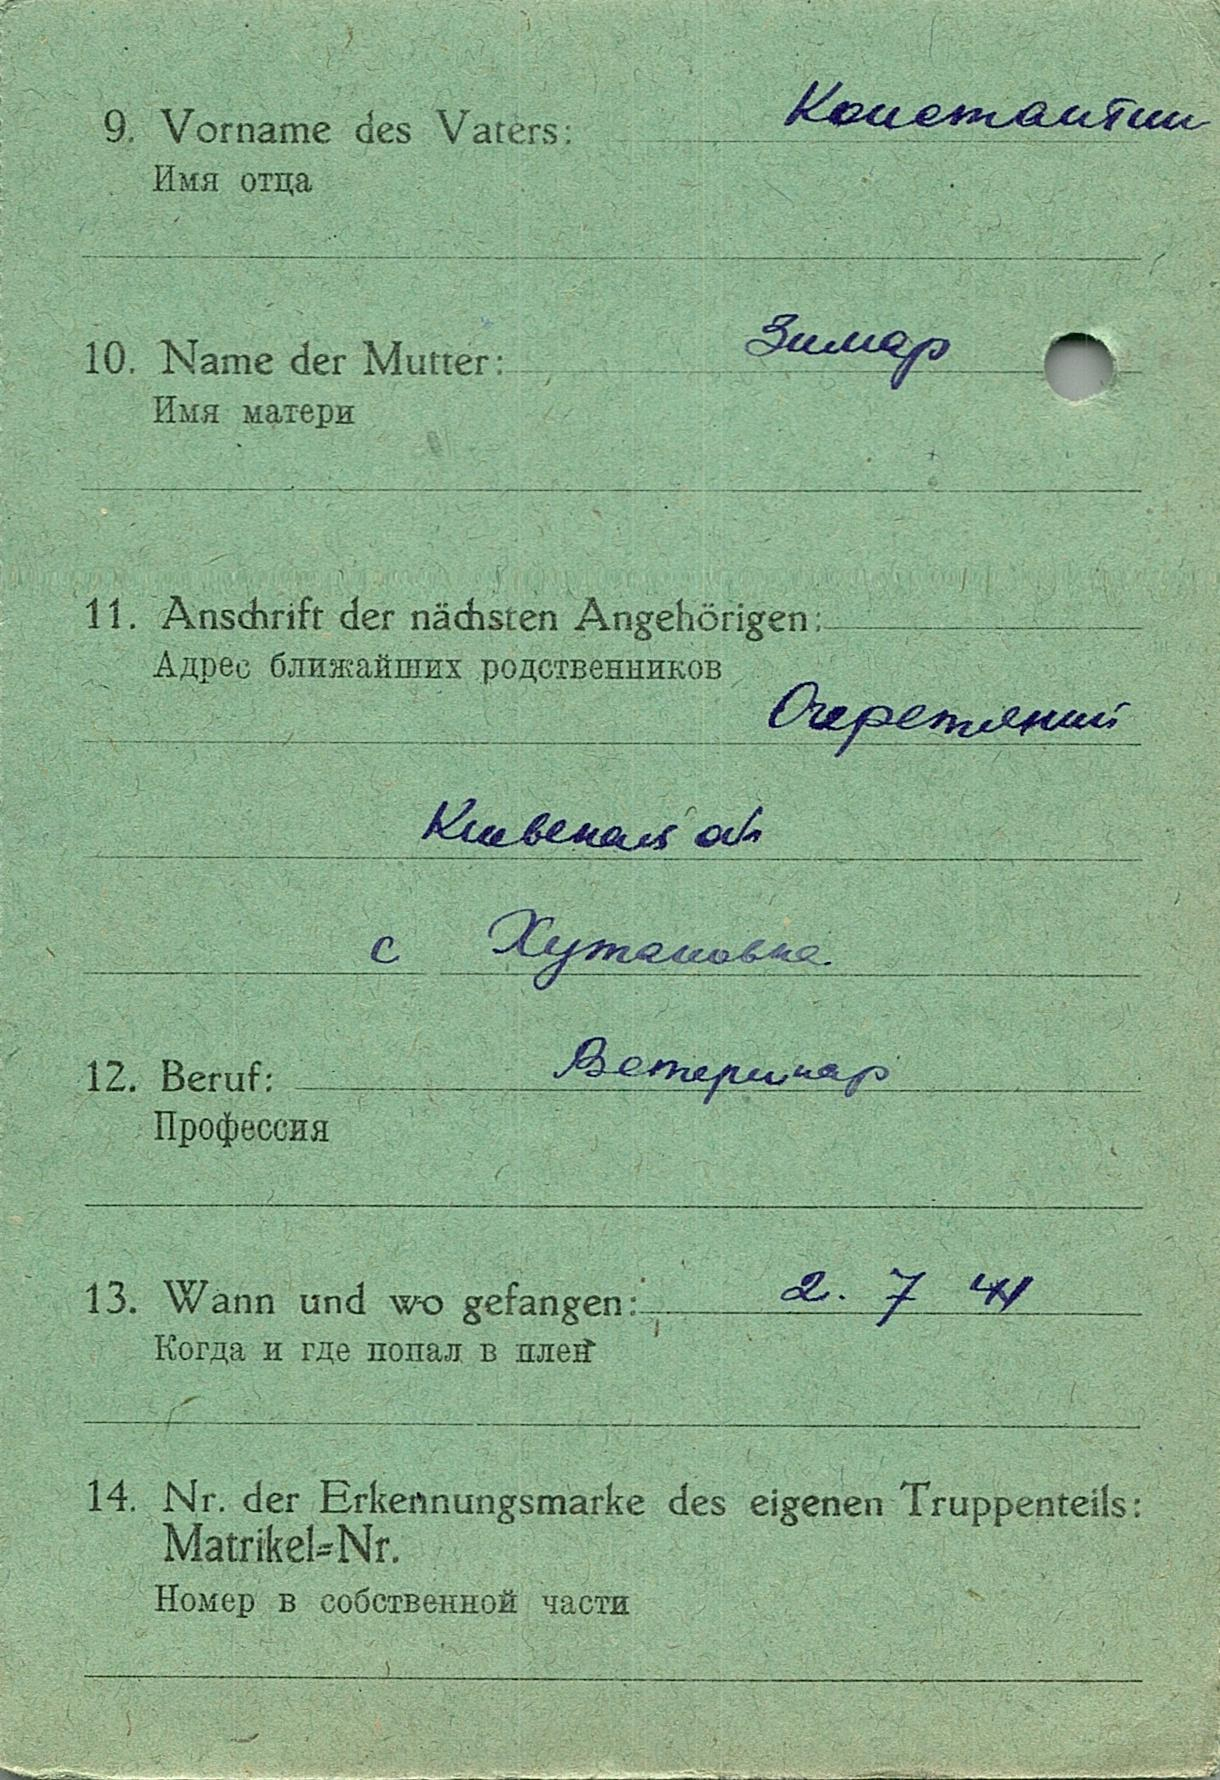 9. Vorname des Vaters: Константин
Имя отца
10. Name der Mutter: Зимар
Имя матери
11. Anschrift der nächsten Angehörigen:
Адрес ближайших родственников
Очеретяний
Киевская об
с Хутановка
12. Beruf: Ветеринар
Профессия
13. Wann und wo gefangen: 2. 7 41
Когда и где попал в плен
14. Nr. der Erkennungsmarke des eigenen Truppenteils:
Matrikel=Nr.
Номер в собственной части